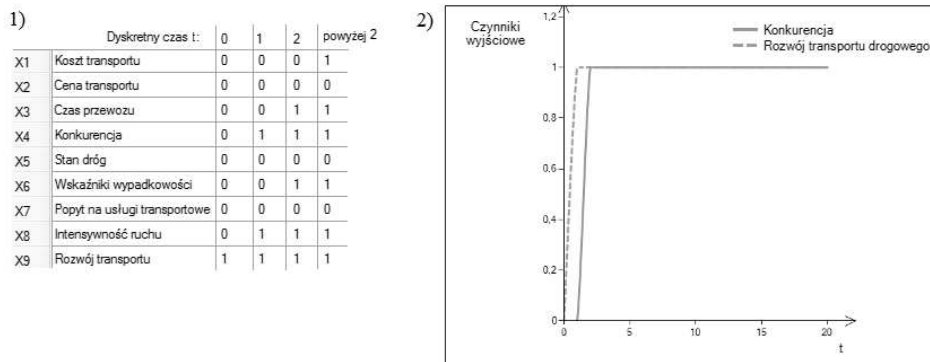 1)
Dyskretny czas t: 0 1 2 powyżej 2
X1 Koszt transportu 0 0 0 1
X2 Cena transportu 0 0 0 0
X3 Czas przewozu 0 0 1 1
X4 Konkurencja 0 1 1 1
X5 Stan dróg 0 0 0 0
X6 Wskaźniki wypadkowości 0 0 1 1
X7 Popyt na usługi transportowe 0 0 0 0
X8 Intensywność ruchu 0 1 1 1
X9 Rozwój transportu 1 1 1 1
2)
Czynniki
wyjściowe
1,2
1
0,8
0,6
0,4
0,2
0
Konkurencja
Rozwój transportu drogowego
0 5 10 15 20
t